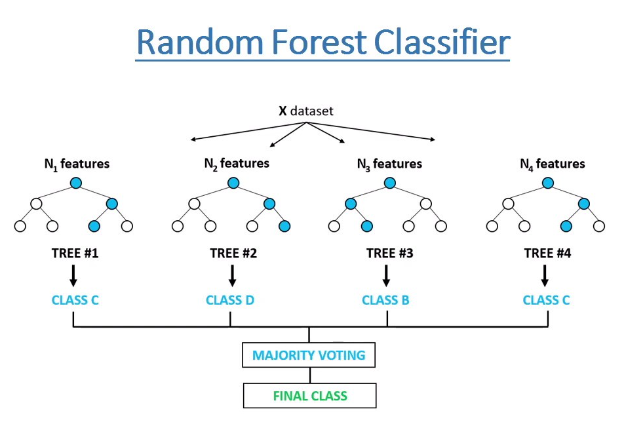 Random Forest Classifier
X dataset
N1 features
N2 features
N3 features
N4 features
TREE #1
TREE #2
TREE #3
TREE #4
CLASS C
CLASS D
CLASS B
CLASS C
MAJORITY VOTING
FINAL CLASS